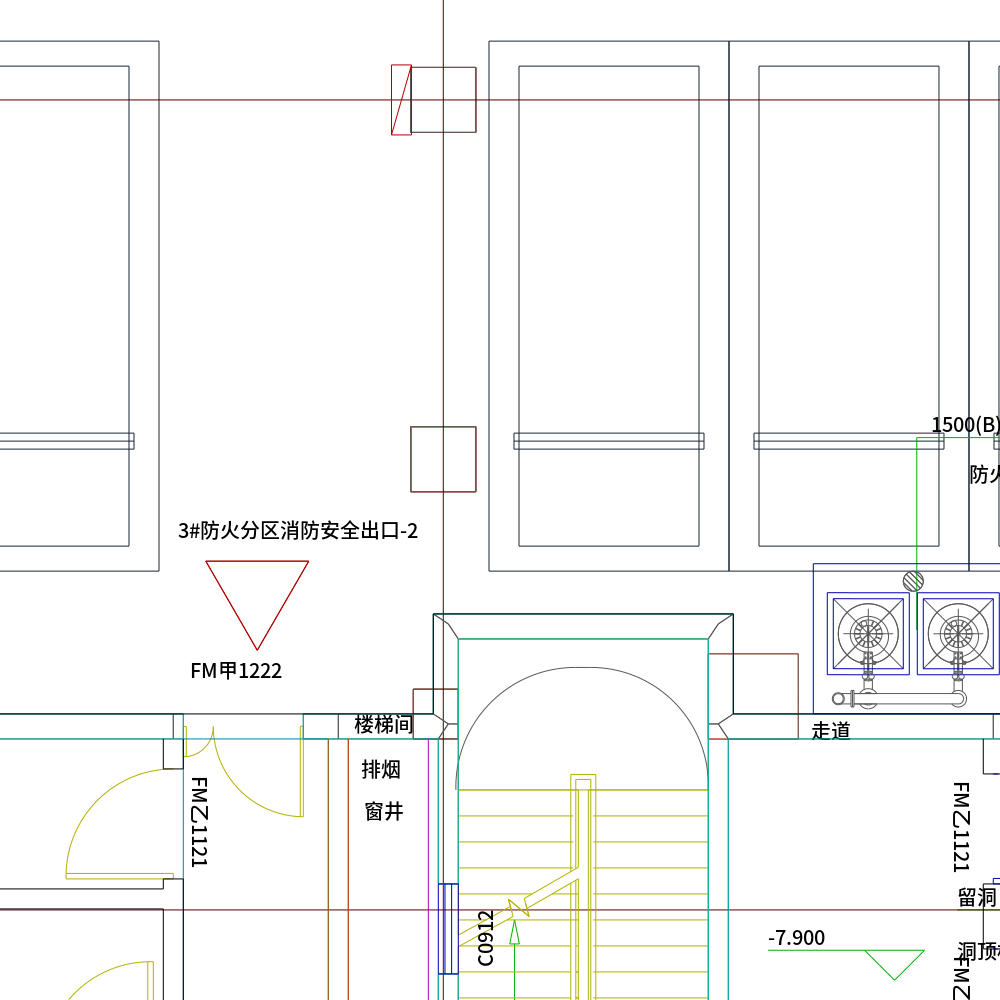 1500(B)
防火
3#防火分区消防安全出口-2
FM甲1222
楼梯间
走道
排烟
窗井
FM乙1121
FM乙1121
留洞
C0912
-7.900
洞顶
FM乙